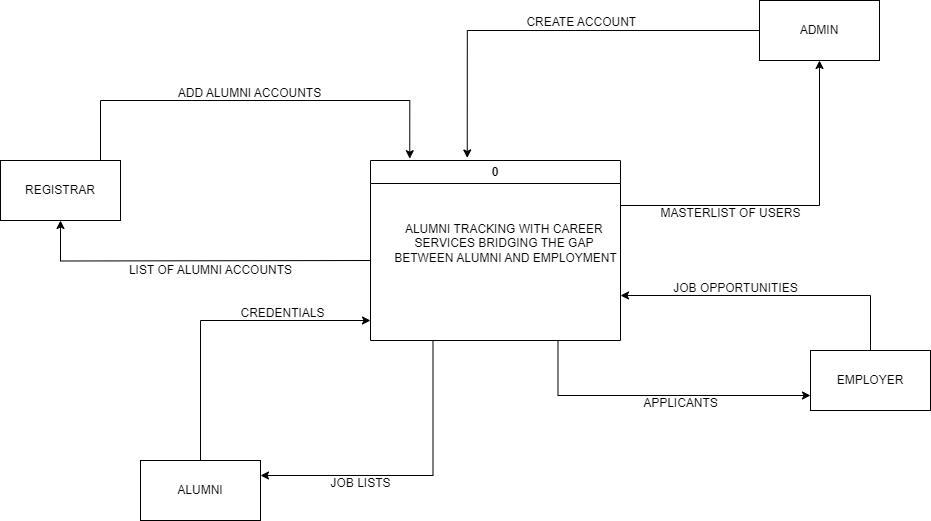 CREATE ACCOUNT
ADMIN
ADD ALUMNI ACCOUNTS
0
REGISTRAR
MASTERLIST OF USERS
ALUMNI TRACKING WITH CAREER
SERVICES BRIDGING THE GAP
BETWEEN ALUMNI AND EMPLOYMENT
LIST OF ALUMNI ACCOUNTS
JOB OPPORTUNITIES
CREDENTIALS
EMPLOYER
APPLICANTS
JOB LISTS
ALUMNI